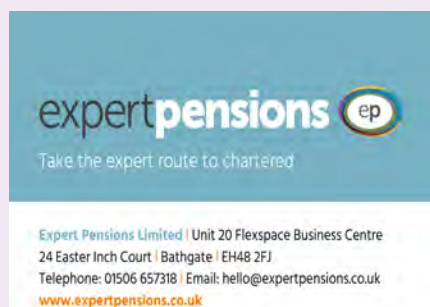 expertpensions ep
Take the expert route to chartered
Expert Pensions Limited | Unit 20 Flexspace Business Centre
24 Easter Inch Court | Bathgate | EH48 2FJ
Telephone: 01506 657318 | Email: hello@expertpensions.co.uk
www.expertpensions.co.uk